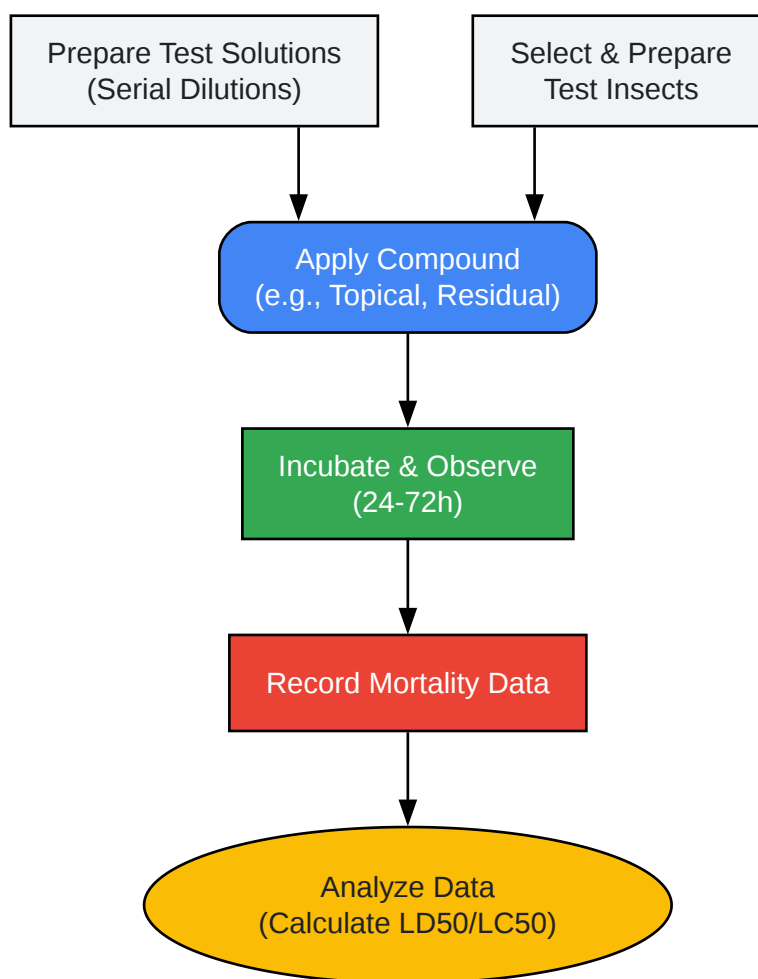 Prepare Test Solutions
(Serial Dilutions)
Select & Prepare
Test Insects
Apply Compound
(e.g., Topical, Residual)
Incubate & Observe
(24-72h)
Record Mortality Data
Analyze Data
(Calculate LD50/LC50)